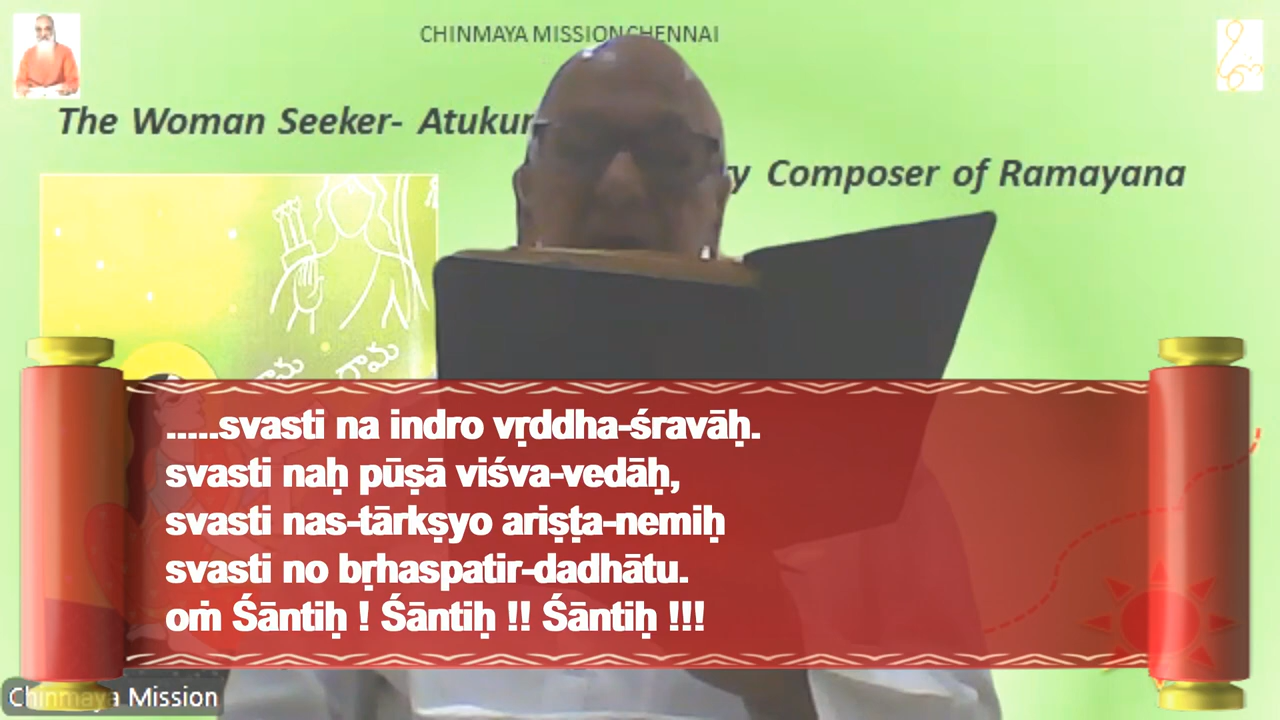 CHINMAYA MISSION CHENNAI
The Woman Seeker- Atukur
Composer of Ramayana
రామ
.....svasti na indro vṛddha-śravāḥ.
svasti naḥ pūṣā viśva-vedāḥ,
svasti nas-tārkṣyo ariṣṭa-nemiḥ
svasti no bṛhaspatir-dadhātu.
oṁ Śāntiḥ ! Śāntiḥ !! Śāntiḥ !!!
Chinmaya Mission